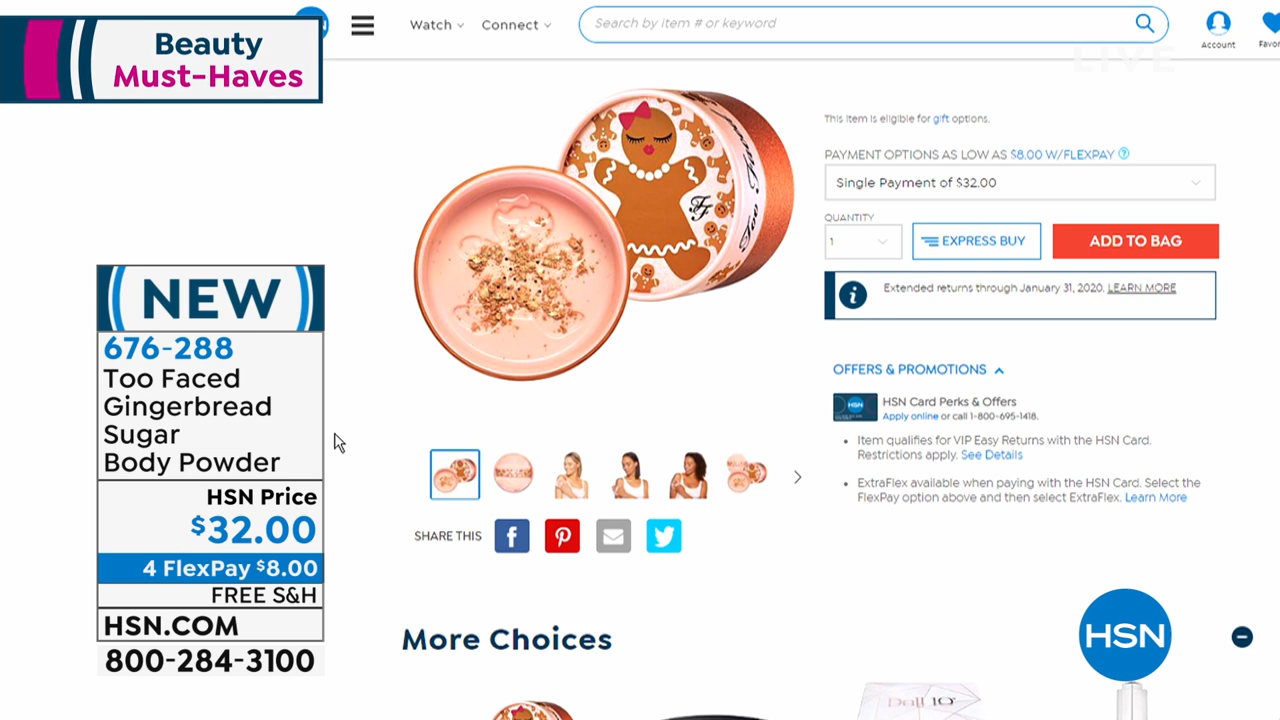 Beauty
Must-Haves
Watch
Connect
Search by item # or keyword
Account
LIVE
This item is eligible for gift options.
PAYMENT OPTIONS AS LOW AS $8.00 W/FLEXPAY ?
Single Payment of $32.00
QUANTITY
1
EXPRESS BUY
ADD TO BAG
Extended returns through January 31, 2020. LEARN MORE
OFFERS & PROMOTIONS
HSN
HSN Card Perks & Offers
Apply online or call 1-800-695-1418.
• Item qualifies for VIP Easy Returns with the HSN Card.
Restrictions apply. See Details
• ExtraFlex available when paying with the HSN Card. Select the
FlexPay option above and then select ExtraFlex. Learn More
Too
TF
NEW
676-288
Too Faced
Gingerbread
Sugar
Body Powder
HSN Price
$32.00
4 FlexPay $8.00
FREE S&H
HSN.COM
800-284-3100
SHARE THIS
More Choices
HSN
Doll 10